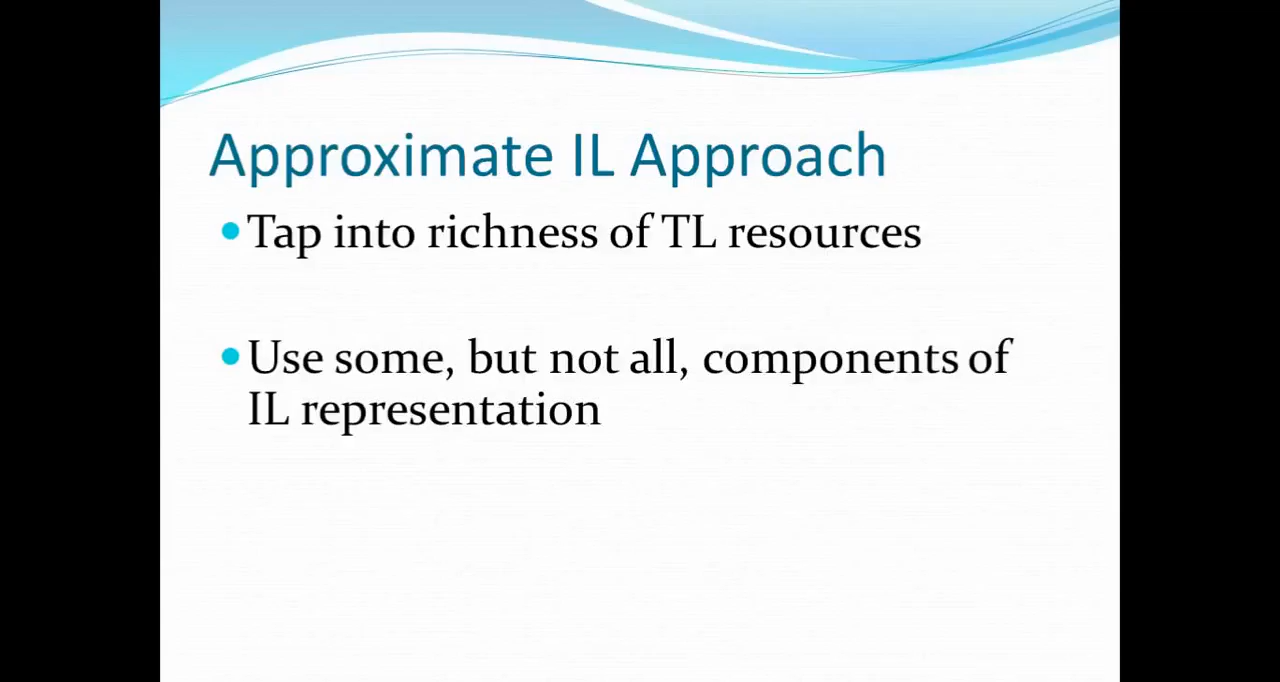 Approximate IL Approach
Tap into richness of TL resources
Use some, but not all, components of
IL representation